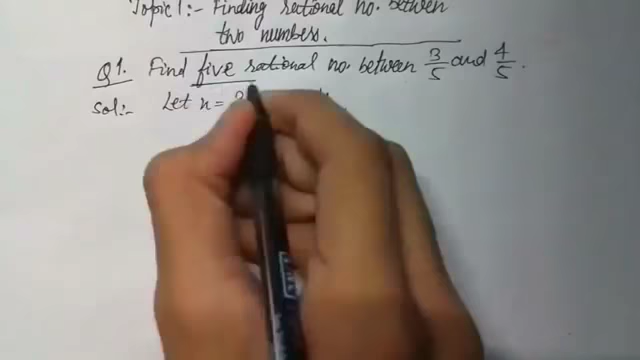 Topic 1:- Finding rational no. betwen
two numbers.
Q1. Find five rational no. between 3/5 and 4/5.
Sol:- Let n =